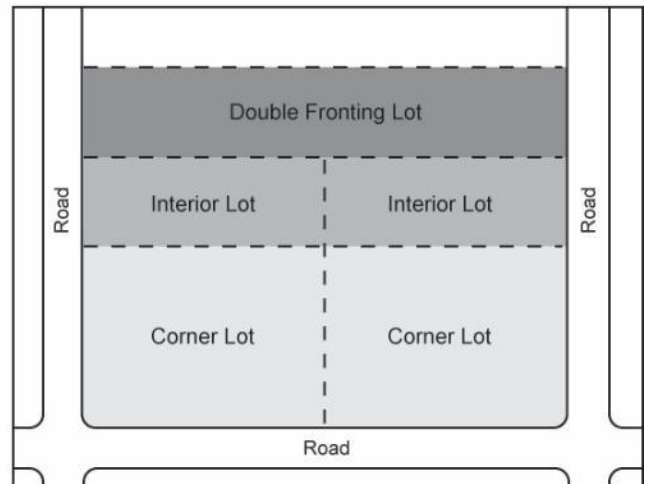 Double Fronting Lot
Road
Interior Lot
Interior Lot
Road
Corner Lot
Corner Lot
Road